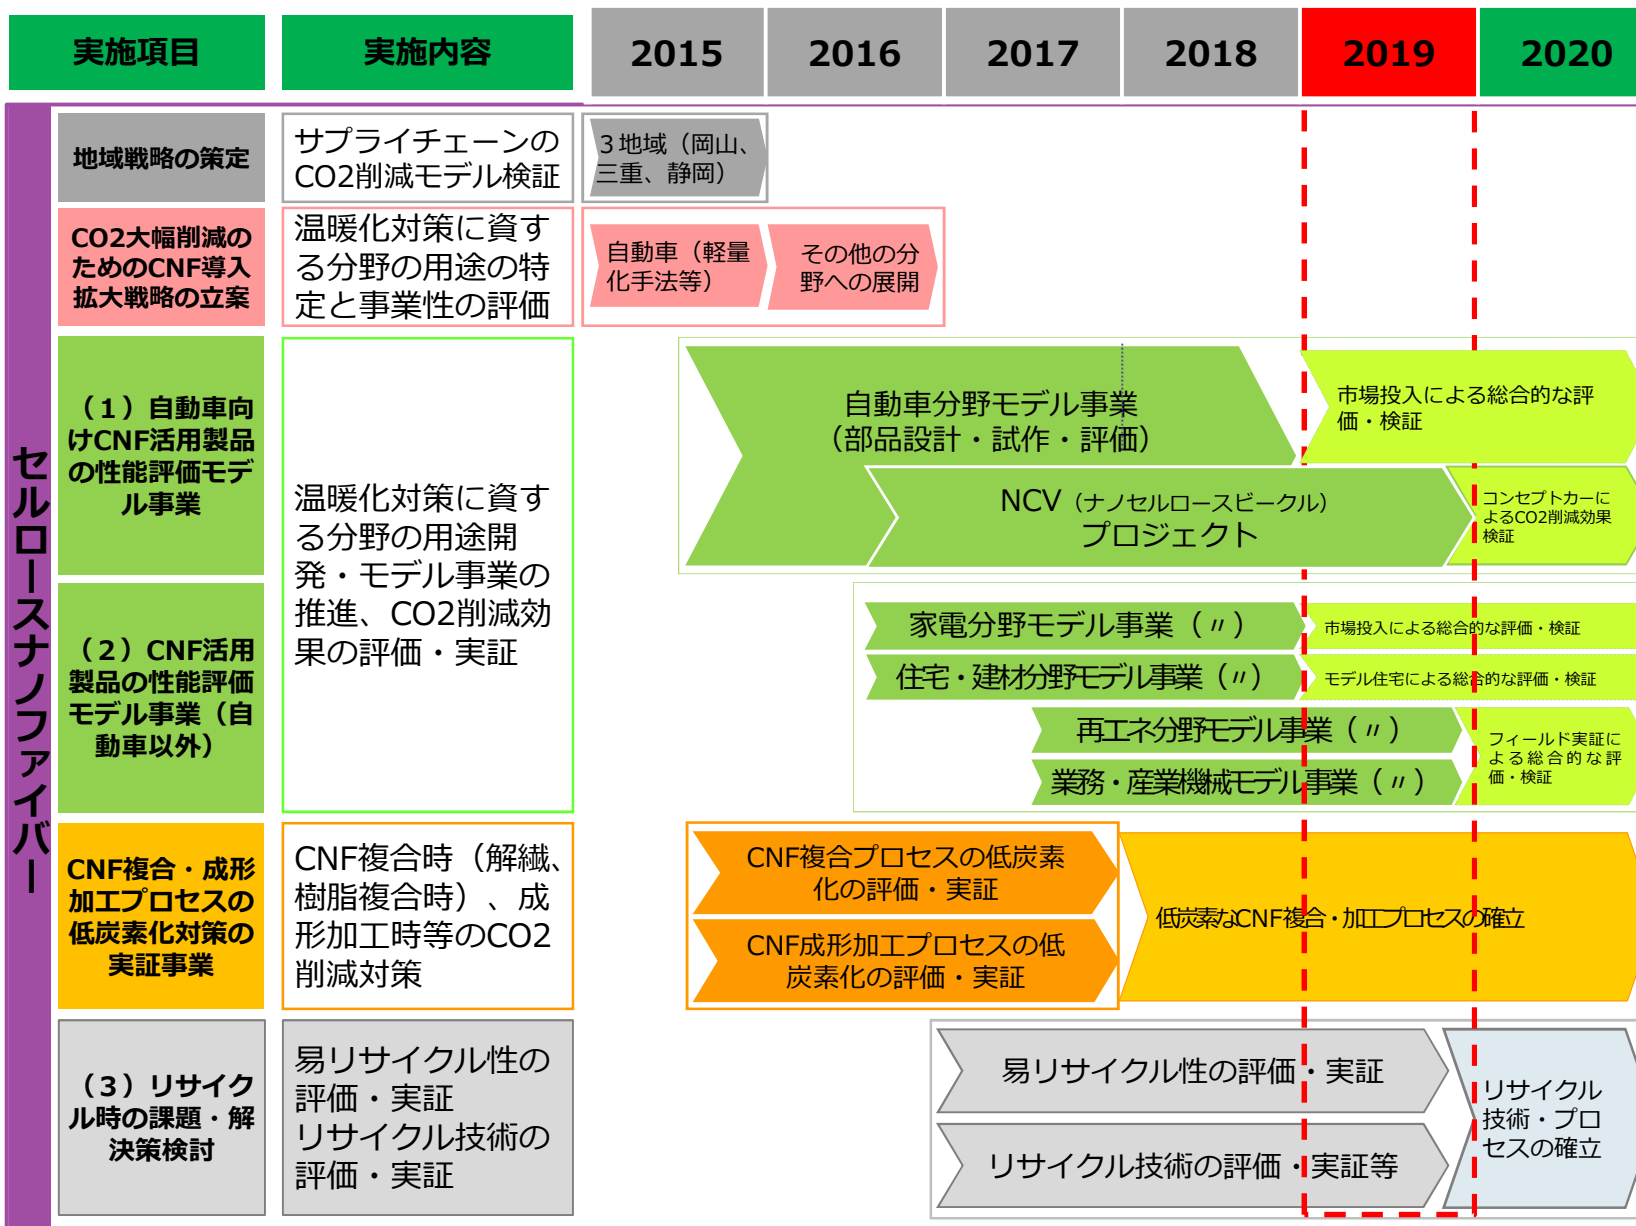 実施項目
実施内容
2015
2016
2017
2018
2019
2020
セルロースナノファイバー
地域戦略の策定
サプライチェーンの
CO2削減モデル検証
３地域（岡山、
三重、静岡）
CO2大幅削減の
ためのCNF導入
拡大戦略の立案
温暖化対策に資す
る分野の用途の特
定と事業性の評価
自動車（軽量
化手法等）
その他の分
野への展開
（１）自動車向
けCNF活用製品
の性能評価モデ
ル事業
温暖化対策に資す
る分野の用途開
発・モデル事業の
推進、CO2削減効
果の評価・実証
自動車分野モデル事業
（部品設計・試作・評価）
市場投入による総合的な評
価・検証
NCV（ナノセルロースビークル）
プロジェクト
コンセプトカーに
よるCO2削減効果
検証
（２）CNF活用
製品の性能評価
モデル事業（自
動車以外）
家電分野モデル事業（〃）
市場投入による総合的な評価・検証
住宅・建材分野モデル事業（〃）
モデル住宅による総合的な評価・検証
再エネ分野モデル事業（〃）
業務・産業機械モデル事業（〃）
フィールド実証に
よる総合的な評
価・検証
CNF複合・成形
加工プロセスの
低炭素化対策の
実証事業
CNF複合時（解繊、
樹脂複合時）、成
形加工時等のCO2
削減対策
CNF複合プロセスの低炭素
化の評価・実証
CNF成形加工プロセスの低
炭素化の評価・実証
低炭素なCNF複合・加工プロセスの確立
（３）リサイク
ル時の課題・解
決策検討
易リサイクル性の
評価・実証
リサイクル技術の
評価・実証
易リサイクル性の評価・実証
リサイクル技術の評価・実証等
リサイクル
技術・プロ
セスの確立